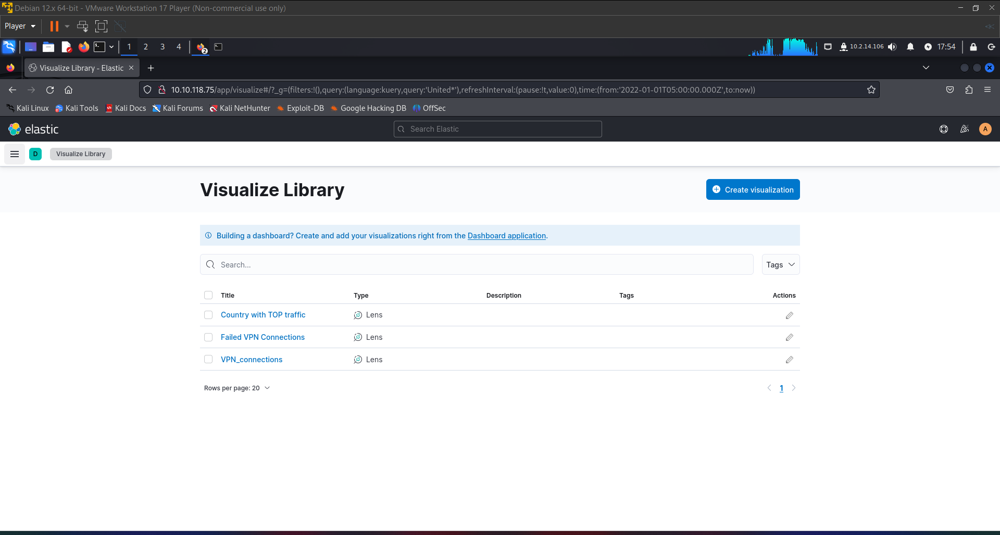 Debian 12.x 64-bit - VMware Workstation 17 Player (Non-commercial use only)
Player
1 2 3 4 2 10.2.14.106 17:54
Visualize Library - Elastic
10.10.118.75/app/visualize#/?_g=(filters:!(),query:(language:kuery,query:'United*'),refreshInterval:(pause:!t,value:0),time:(from:'2022-01-01T05:00:00.000Z',to:now))
Kali Linux Kali Tools Kali Docs Kali Forums Kali NetHunter Exploit-DB Google Hacking DB OffSec
elastic Search Elastic A
D Visualize Library
Visualize Library Create visualization
Building a dashboard? Create and add your visualizations right from the Dashboard application.
Search... Tags
Title Type Description Tags Actions
Country with TOP traffic Lens
Failed VPN Connections Lens
VPN_connections Lens
Rows per page: 20 1